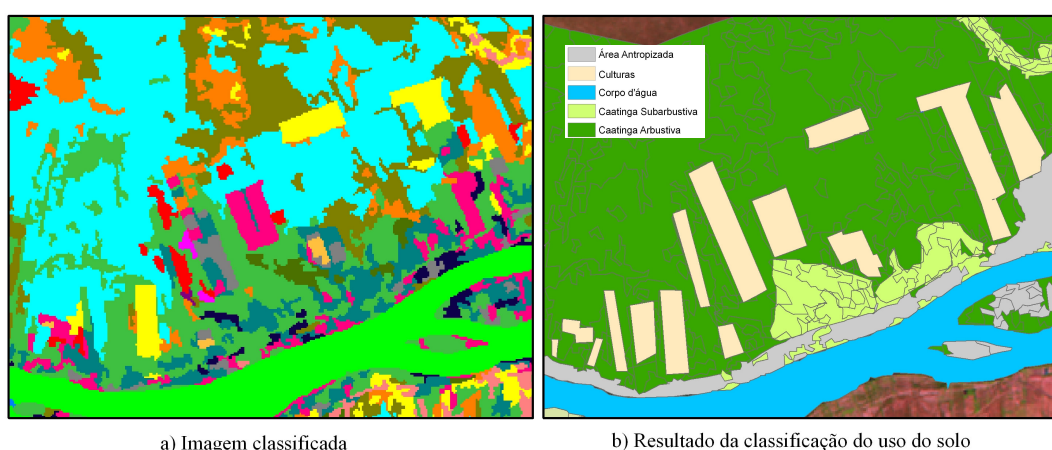 Área Antropizada
Culturas
Corpo d'água
Caatinga Subarbustiva
Caatinga Arbustiva
a) Imagem classificada
b) Resultado da classificação do uso do solo